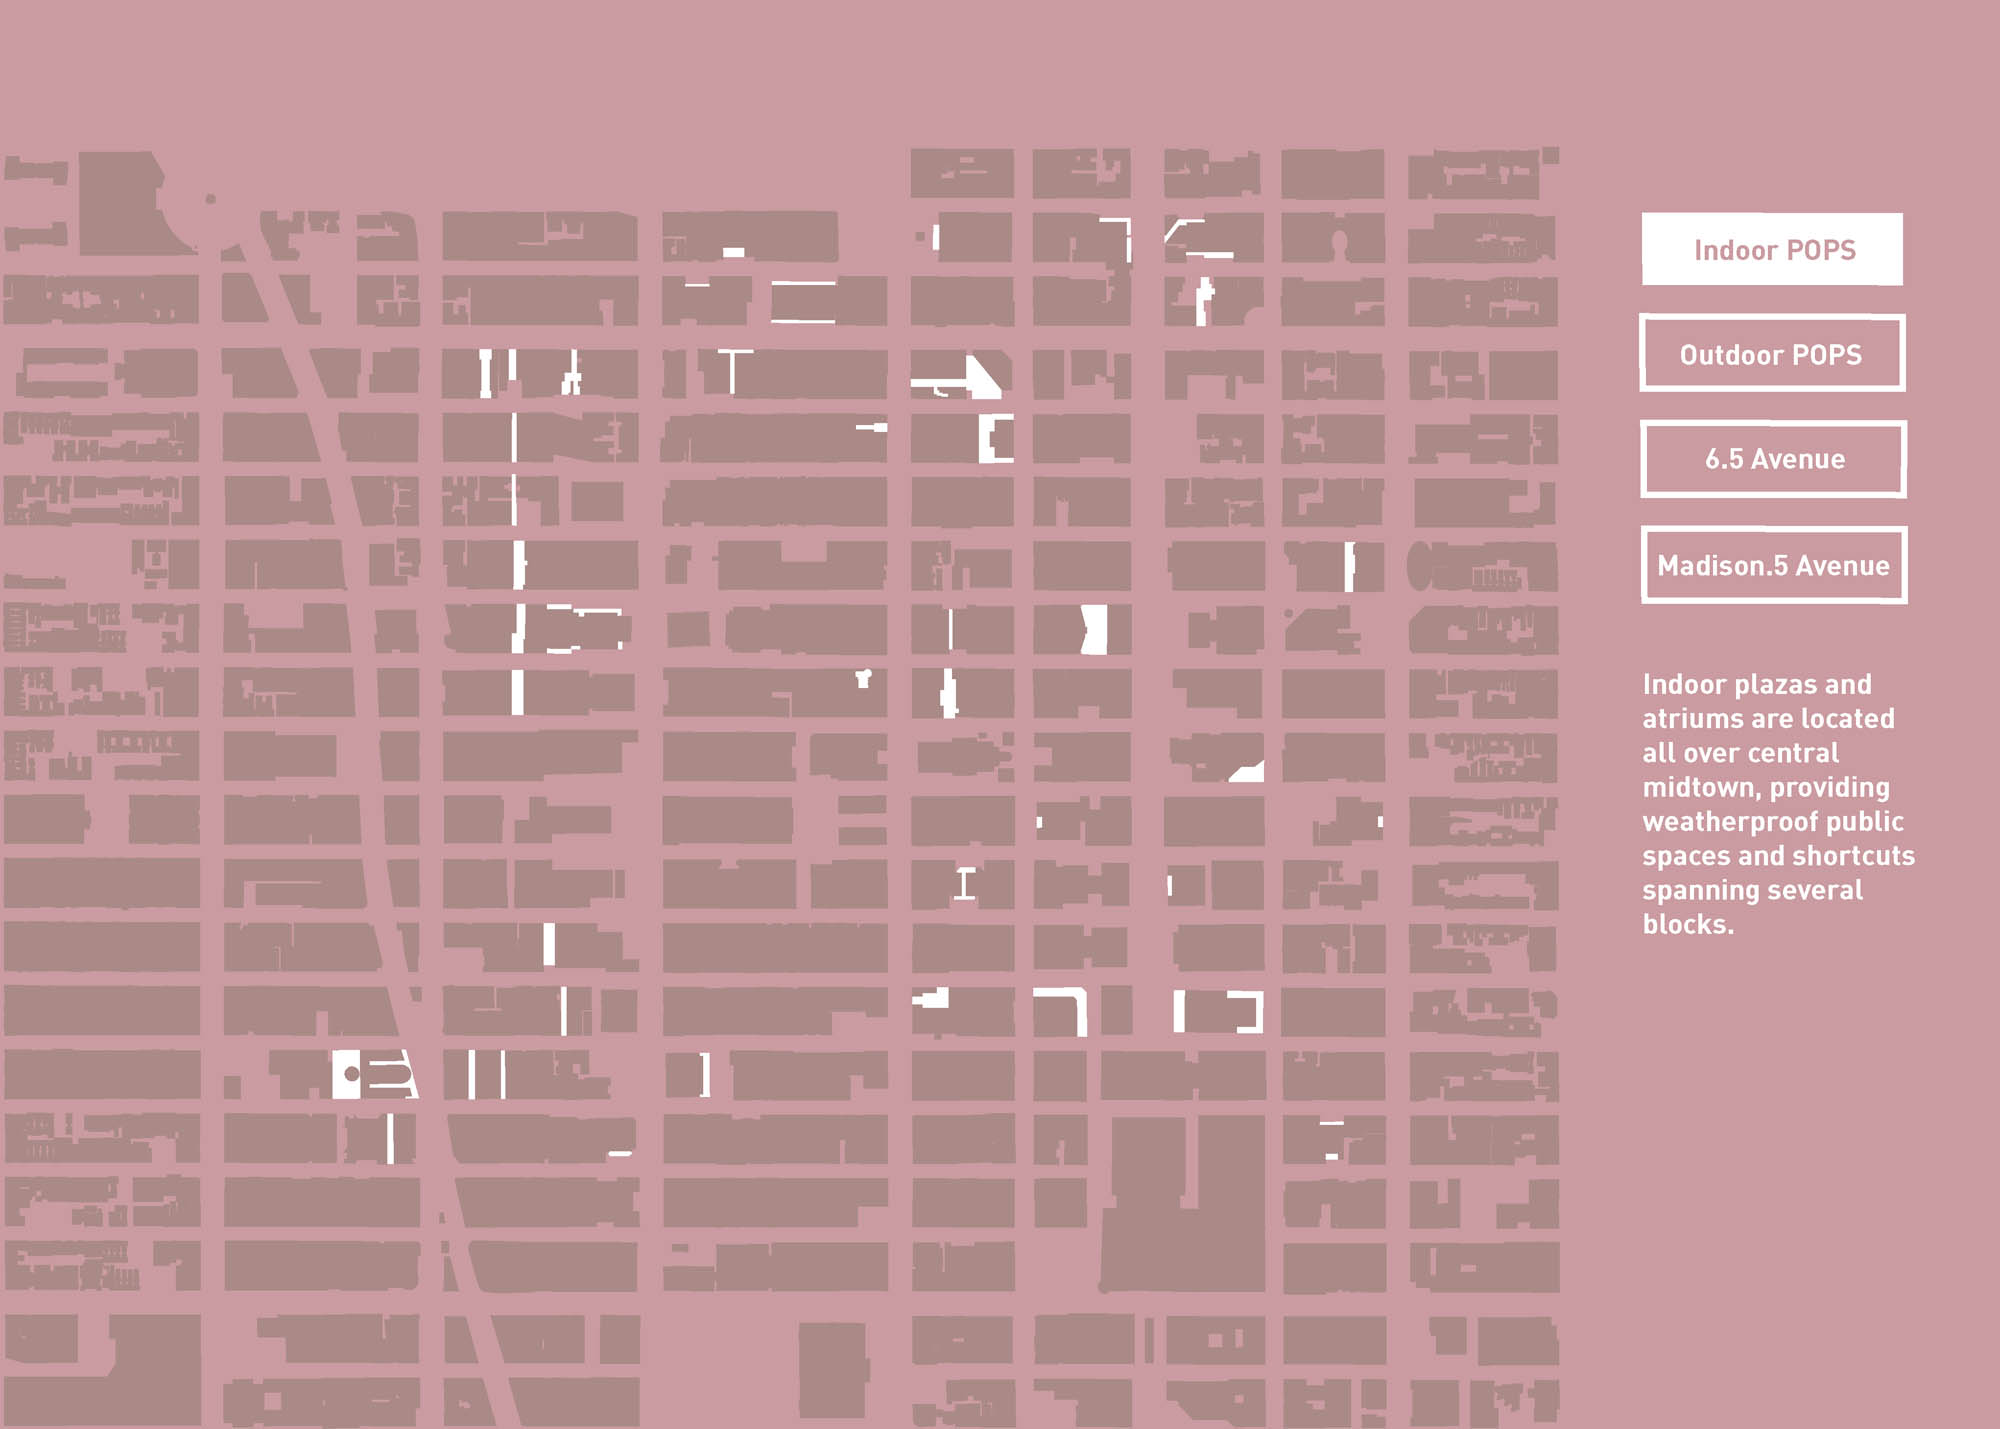 Indoor POPS
Outdoor POPS
6.5 Avenue
Madison.5 Avenue
Indoor plazas and
atriums are located
all over central
midtown, providing
weatherproof public
spaces and shortcuts
spanning several
blocks.